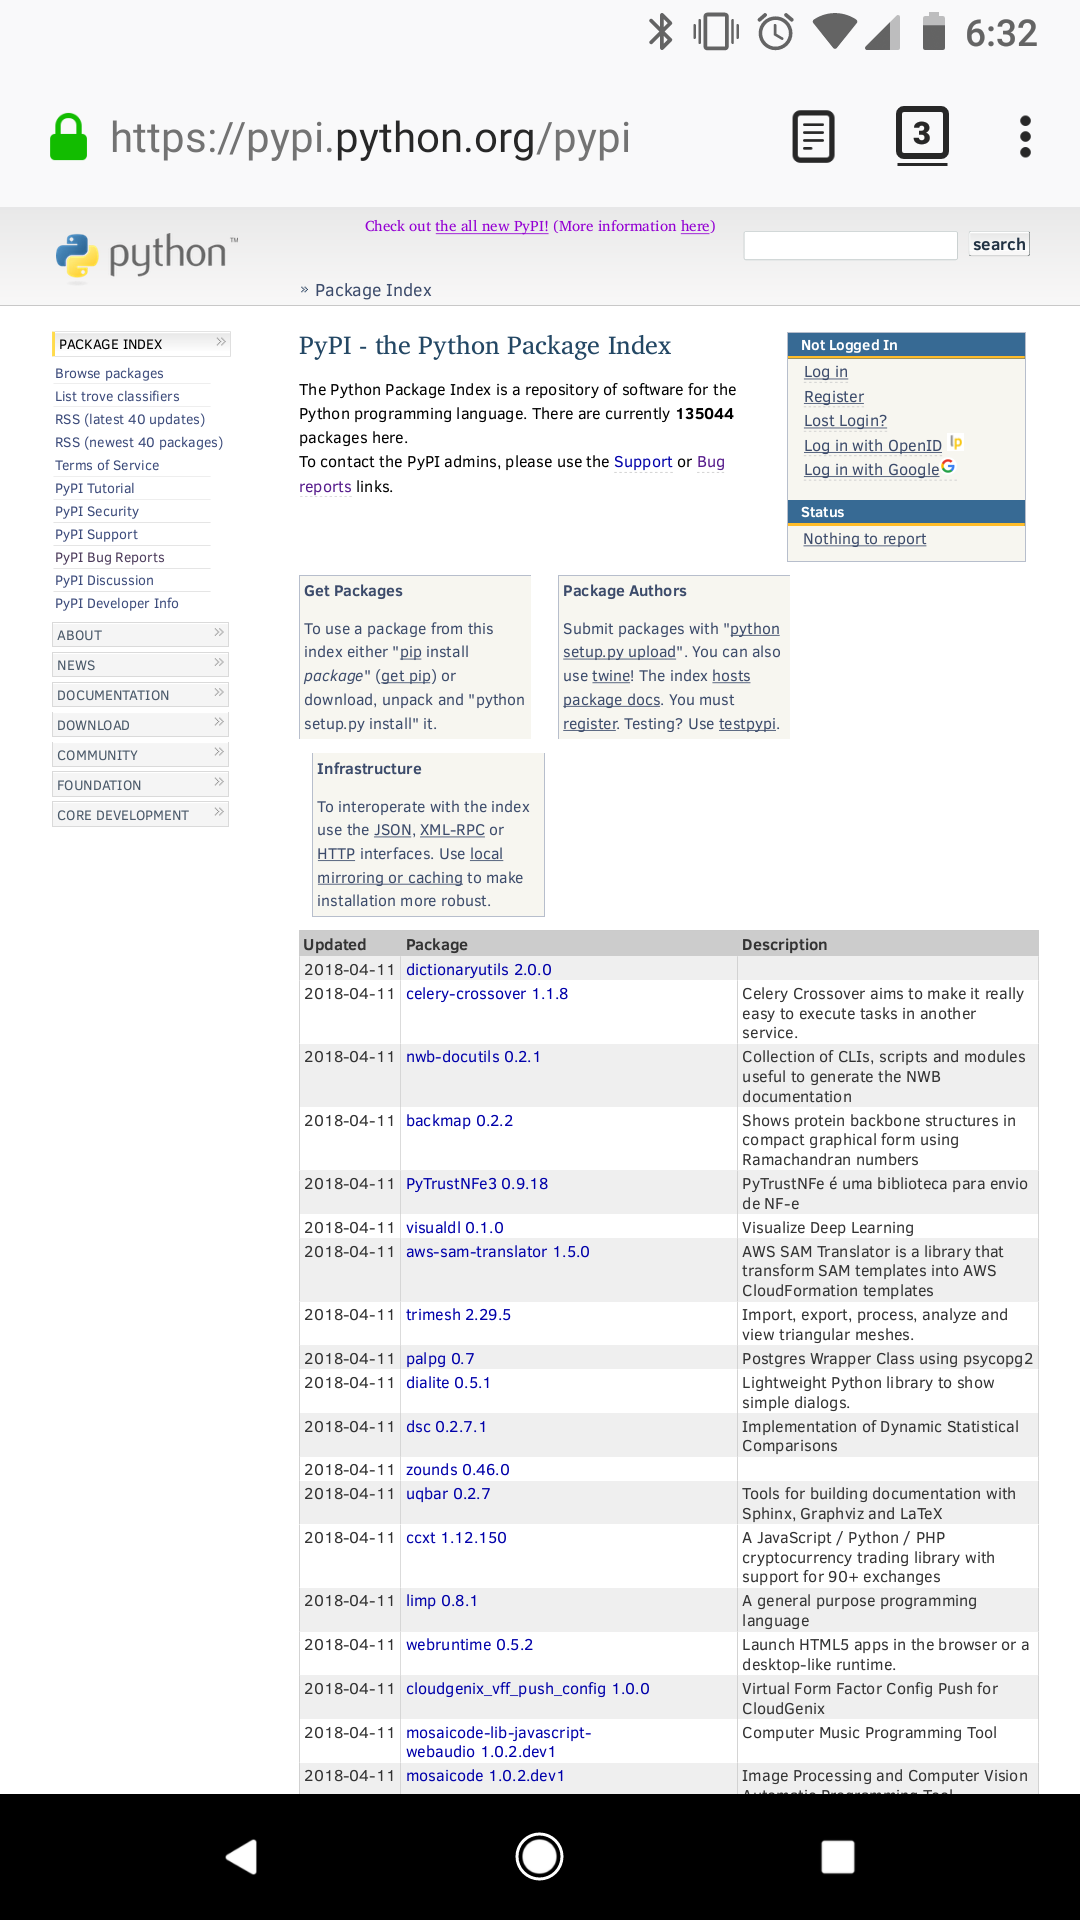 6:32
https://pypi.python.org/pypi
3
Check out the all new PyPI! (More information here)
python™
search
» Package Index
PACKAGE INDEX »
Browse packages
List trove classifiers
RSS (latest 40 updates)
RSS (newest 40 packages)
Terms of Service
PyPI Tutorial
PyPI Security
PyPI Support
PyPI Bug Reports
PyPI Discussion
PyPI Developer Info
ABOUT »
NEWS »
DOCUMENTATION »
DOWNLOAD »
COMMUNITY »
FOUNDATION »
CORE DEVELOPMENT »
PyPI - the Python Package Index
The Python Package Index is a repository of software for the
Python programming language. There are currently 135044
packages here.
To contact the PyPI admins, please use the Support or Bug
reports links.
Not Logged In
Log in
Register
Lost Login?
Log in with OpenID lp
Log in with Google G
Status
Nothing to report
Get Packages
To use a package from this
index either "pip install
package" (get pip) or
download, unpack and "python
setup.py install" it.
Package Authors
Submit packages with "python
setup.py upload". You can also
use twine! The index hosts
package docs. You must
register. Testing? Use testpypi.
Infrastructure
To interoperate with the index
use the JSON, XML-RPC or
HTTP interfaces. Use local
mirroring or caching to make
installation more robust.
Updated Package Description
2018-04-11 dictionaryutils 2.0.0
2018-04-11 celery-crossover 1.1.8 Celery Crossover aims to make it really
easy to execute tasks in another
service.
2018-04-11 nwb-docutils 0.2.1 Collection of CLIs, scripts and modules
useful to generate the NWB
documentation
2018-04-11 backmap 0.2.2 Shows protein backbone structures in
compact graphical form using
Ramachandran numbers
2018-04-11 PyTrustNFe3 0.9.18 PyTrustNFe é uma biblioteca para envio
de NF-e
2018-04-11 visualdl 0.1.0 Visualize Deep Learning
2018-04-11 aws-sam-translator 1.5.0 AWS SAM Translator is a library that
transform SAM templates into AWS
CloudFormation templates
2018-04-11 trimesh 2.29.5 Import, export, process, analyze and
view triangular meshes.
2018-04-11 palpg 0.7 Postgres Wrapper Class using psycopg2
2018-04-11 dialite 0.5.1 Lightweight Python library to show
simple dialogs.
2018-04-11 dsc 0.2.7.1 Implementation of Dynamic Statistical
Comparisons
2018-04-11 zounds 0.46.0
2018-04-11 uqbar 0.2.7 Tools for building documentation with
Sphinx, Graphviz and LaTeX
2018-04-11 ccxt 1.12.150 A JavaScript / Python / PHP
cryptocurrency trading library with
support for 90+ exchanges
2018-04-11 limp 0.8.1 A general purpose programming
language
2018-04-11 webruntime 0.5.2 Launch HTML5 apps in the browser or a
desktop-like runtime.
2018-04-11 cloudgenix_vff_push_config 1.0.0 Virtual Form Factor Config Push for
CloudGenix
2018-04-11 mosaicode-lib-javascript- Computer Music Programming Tool
webaudio 1.0.2.dev1
2018-04-11 mosaicode 1.0.2.dev1 Image Processing and Computer Vision
Automatic Programming Tool